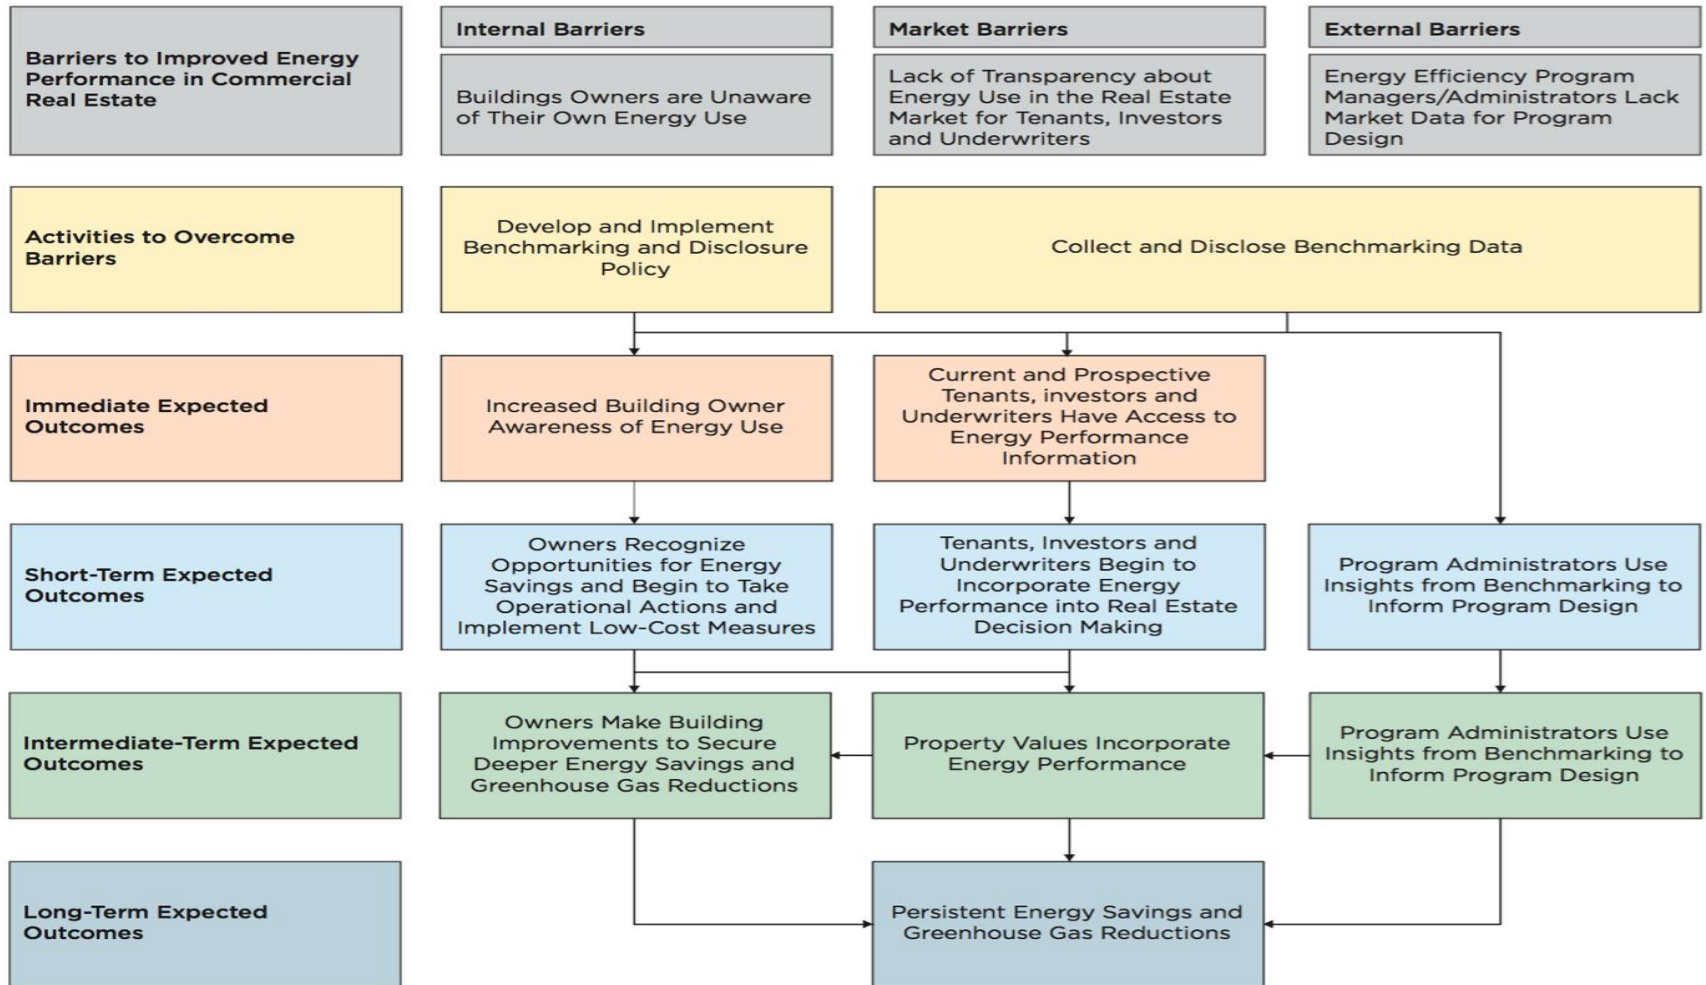 Barriers to Improved Energy
Performance in Commercial
Real Estate
Internal Barriers
Buildings Owners are Unaware
of Their Own Energy Use
Market Barriers
Lack of Transparency about
Energy Use in the Real Estate
Market for Tenants, Investors
and Underwriters
External Barriers
Energy Efficiency Program
Managers/Administrators Lack
Market Data for Program
Design
Activities to Overcome
Barriers
Develop and Implement
Benchmarking and Disclosure
Policy
Collect and Disclose Benchmarking Data
Immediate Expected
Outcomes
Increased Building Owner
Awareness of Energy Use
Current and Prospective
Tenants, investors and
Underwriters Have Access to
Energy Performance
Information
Short-Term Expected
Outcomes
Owners Recognize
Opportunities for Energy
Savings and Begin to Take
Operational Actions and
Implement Low-Cost Measures
Tenants, Investors and
Underwriters Begin to
Incorporate Energy
Performance into Real Estate
Decision Making
Program Administrators Use
Insights from Benchmarking to
Inform Program Design
Intermediate-Term Expected
Outcomes
Owners Make Building
Improvements to Secure
Deeper Energy Savings and
Greenhouse Gas Reductions
Property Values Incorporate
Energy Performance
Program Administrators Use
Insights from Benchmarking to
Inform Program Design
Long-Term Expected
Outcomes
Persistent Energy Savings and
Greenhouse Gas Reductions